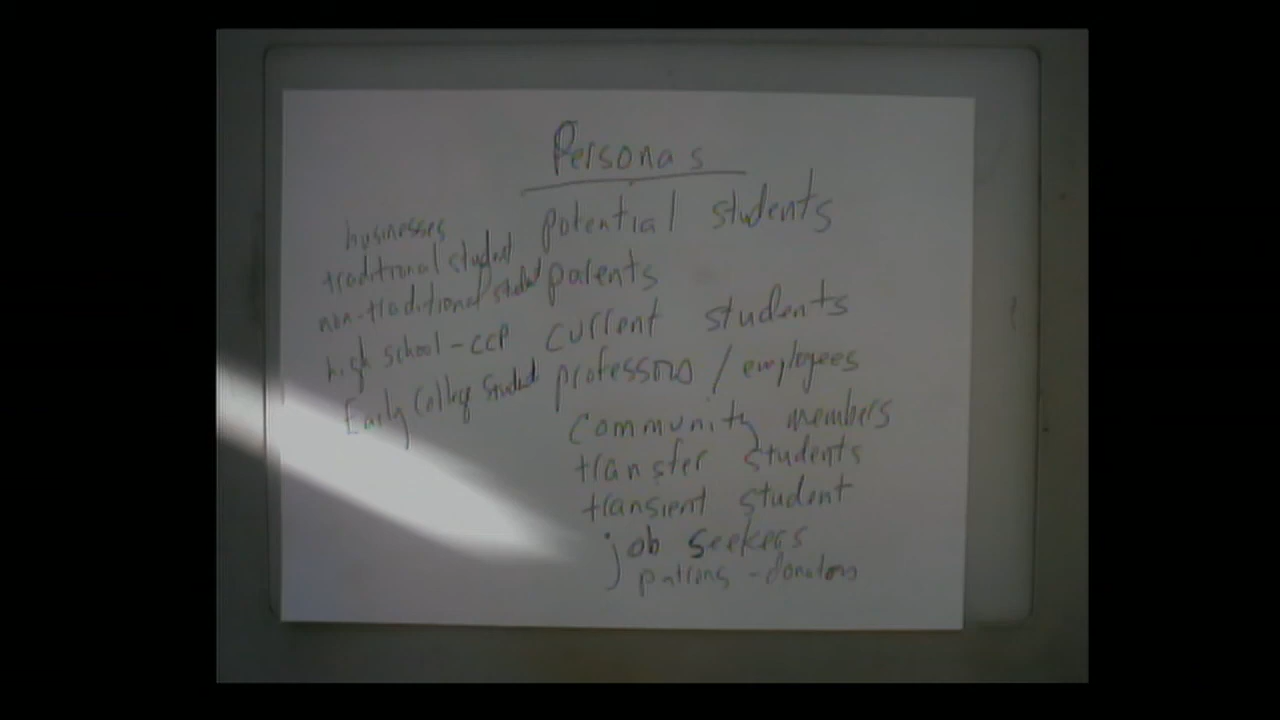 Personas
potential students
parents
current students
professors / employees
community members
transfer students
transient student
job seekers
patrons - donators
businesses
traditional student
non-traditional student
high school - CCP
Early College Student